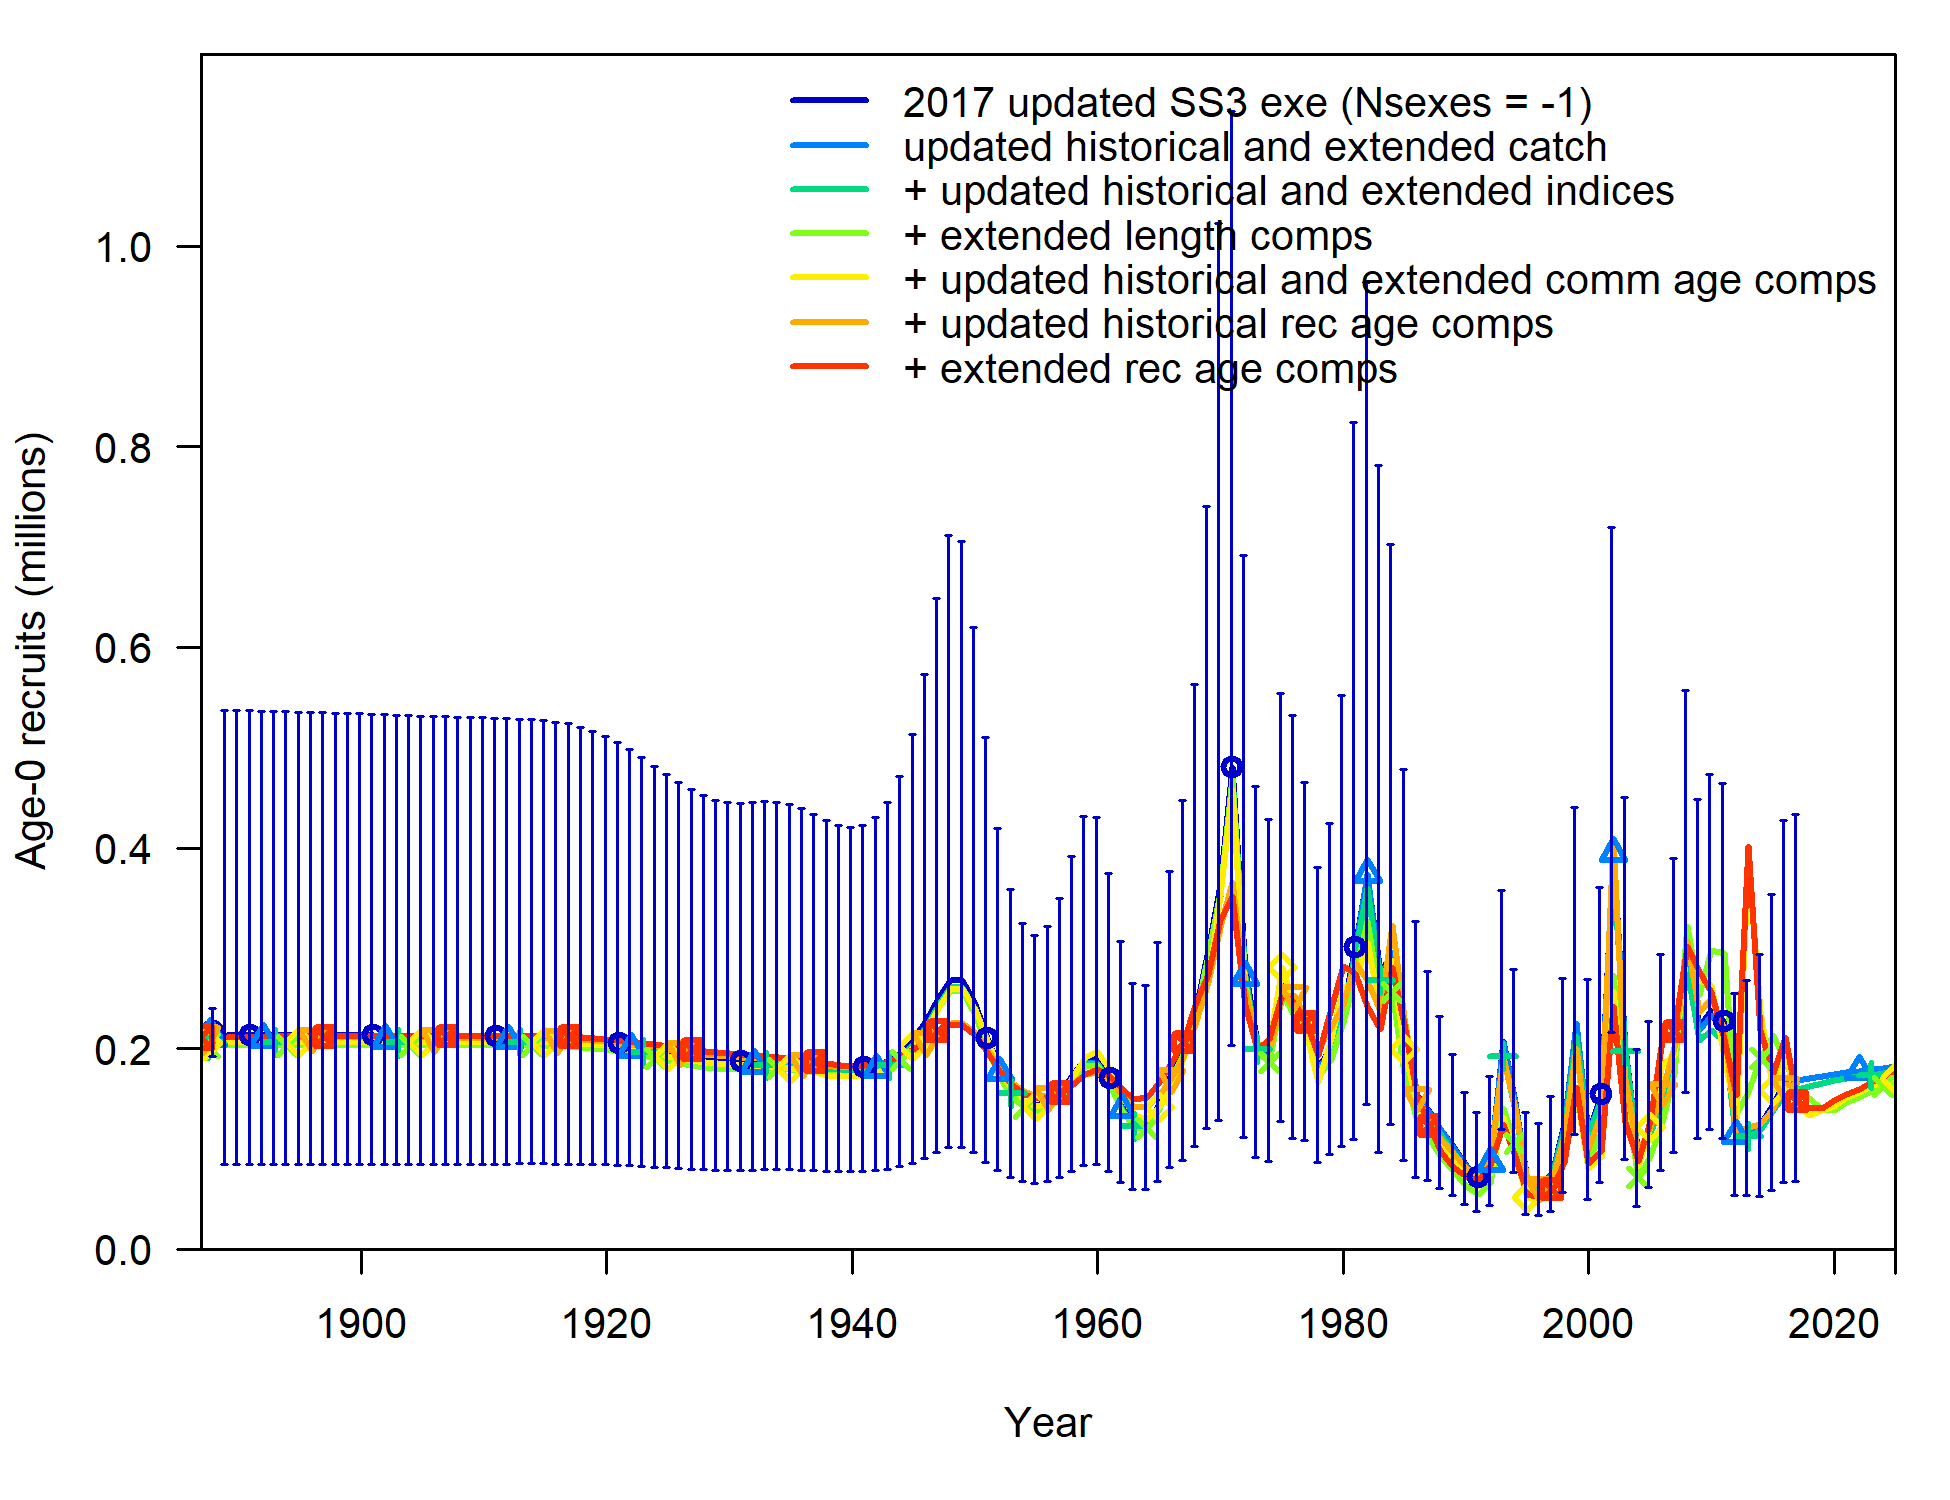 2017 updated SS3 exe (Nsexes = -1)
updated historical and extended catch
+ updated historical and extended indices
+ extended length comps
+ updated historical and extended comm age comps
+ updated historical rec age comps
+ extended rec age comps
Age-0 recruits (millions)
1.0
0.8
0.6
0.4
0.2
0.0
1900 1920 1940 1960 1980 2000 2020
Year